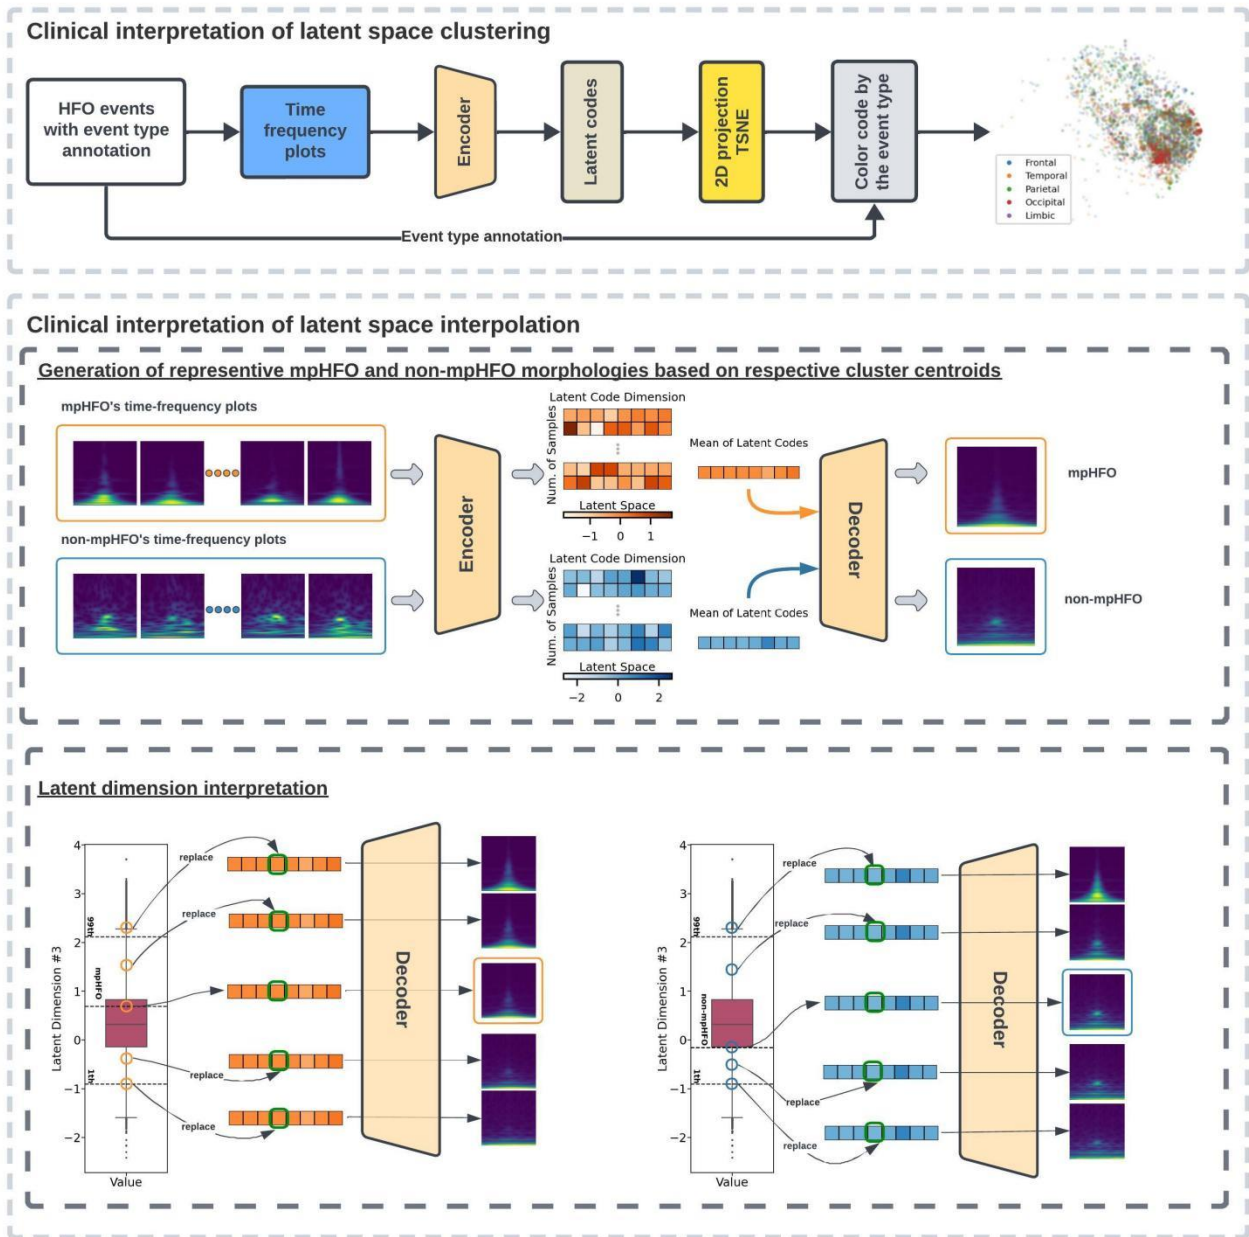 Clinical interpretation of latent space clustering
HFO events
with event type
annotation
Time
frequency
plots
Encoder
Latent codes
2D projection
TSNE
Color code by
the event type
Event type annotation
Frontal
Temporal
Parietal
Occipital
Limbic
Clinical interpretation of latent space interpolation
Generation of representive mpHFO and non-mpHFO morphologies based on respective cluster centroids
mpHFO's time-frequency plots
non-mpHFO's time-frequency plots
Encoder
Latent Code Dimension
Num. of Samples
Latent Space
−1 0 1
Latent Code Dimension
Num. of Samples
Latent Space
−2 0 2
Mean of Latent Codes
Mean of Latent Codes
Decoder
mpHFO
non-mpHFO
Latent dimension interpretation
Latent Dimension #3
4
3
2
1
0
−1
−2
99th
mpHFO
1th
Value
replace
replace
replace
replace
Decoder
Latent Dimension #3
4
3
2
1
0
−1
−2
99th
non-mpHFO
1th
Value
replace
replace
replace
replace
Decoder